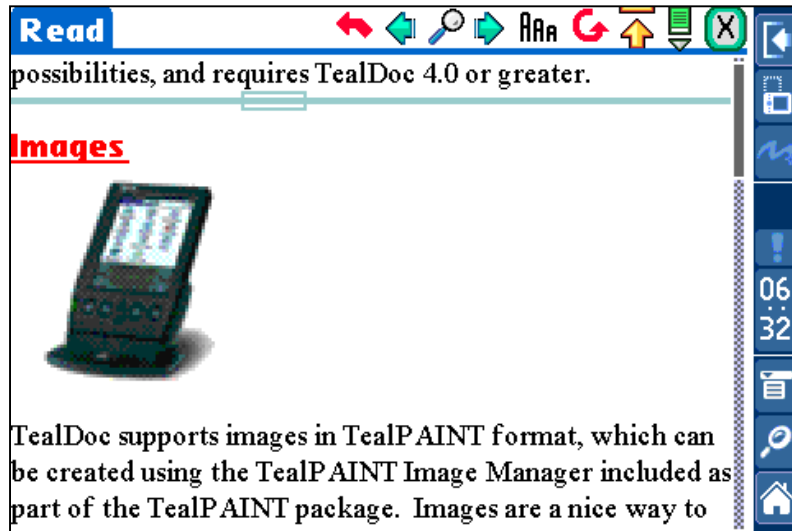 Read
AAA
X
possibilities, and requires TealDoc 4.0 or greater.
Images
06
32
TealDoc supports images in TealPAINT format, which can
be created using the TealPAINT Image Manager included as
part of the TealPAINT package. Images are a nice way to